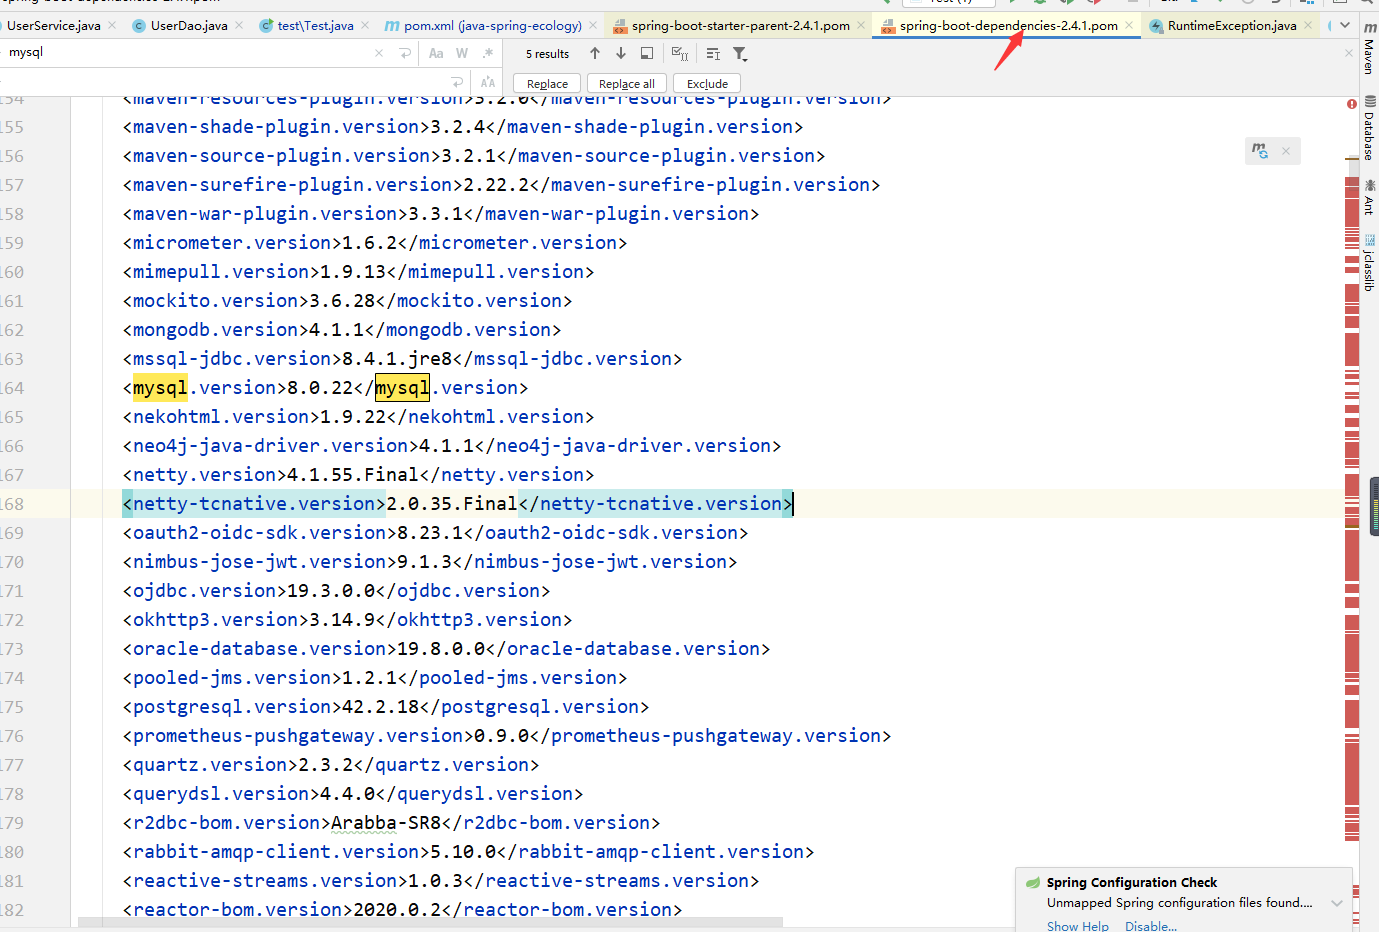 UserService.java UserDao.java test\Test.java pom.xml (java-spring-ecology) spring-boot-starter-parent-2.4.1.pom spring-boot-dependencies-2.4.1.pom RuntimeException.java
mysql Aa W .* 5 results
Replace Replace all Exclude
154 <maven-resources-plugin.version>3.2.0</maven-resources-plugin.version>
155 <maven-shade-plugin.version>3.2.4</maven-shade-plugin.version>
156 <maven-source-plugin.version>3.2.1</maven-source-plugin.version>
157 <maven-surefire-plugin.version>2.22.2</maven-surefire-plugin.version>
158 <maven-war-plugin.version>3.3.1</maven-war-plugin.version>
159 <micrometer.version>1.6.2</micrometer.version>
160 <mimepull.version>1.9.13</mimepull.version>
161 <mockito.version>3.6.28</mockito.version>
162 <mongodb.version>4.1.1</mongodb.version>
163 <mssql-jdbc.version>8.4.1.jre8</mssql-jdbc.version>
164 <mysql.version>8.0.22</mysql.version>
165 <nekohtml.version>1.9.22</nekohtml.version>
166 <neo4j-java-driver.version>4.1.1</neo4j-java-driver.version>
167 <netty.version>4.1.55.Final</netty.version>
168 <netty-tcnative.version>2.0.35.Final</netty-tcnative.version>
169 <oauth2-oidc-sdk.version>8.23.1</oauth2-oidc-sdk.version>
170 <nimbus-jose-jwt.version>9.1.3</nimbus-jose-jwt.version>
171 <ojdbc.version>19.3.0.0</ojdbc.version>
172 <okhttp3.version>3.14.9</okhttp3.version>
173 <oracle-database.version>19.8.0.0</oracle-database.version>
174 <pooled-jms.version>1.2.1</pooled-jms.version>
175 <postgresql.version>42.2.18</postgresql.version>
176 <prometheus-pushgateway.version>0.9.0</prometheus-pushgateway.version>
177 <quartz.version>2.3.2</quartz.version>
178 <querydsl.version>4.4.0</querydsl.version>
179 <r2dbc-bom.version>Arabba-SR8</r2dbc-bom.version>
180 <rabbit-amqp-client.version>5.10.0</rabbit-amqp-client.version>
181 <reactive-streams.version>1.0.3</reactive-streams.version>
182 <reactor-bom.version>2020.0.2</reactor-bom.version>
Maven
Database
Ant
jclasslib
Spring Configuration Check
Unmapped Spring configuration files found....
Show Help Disable...